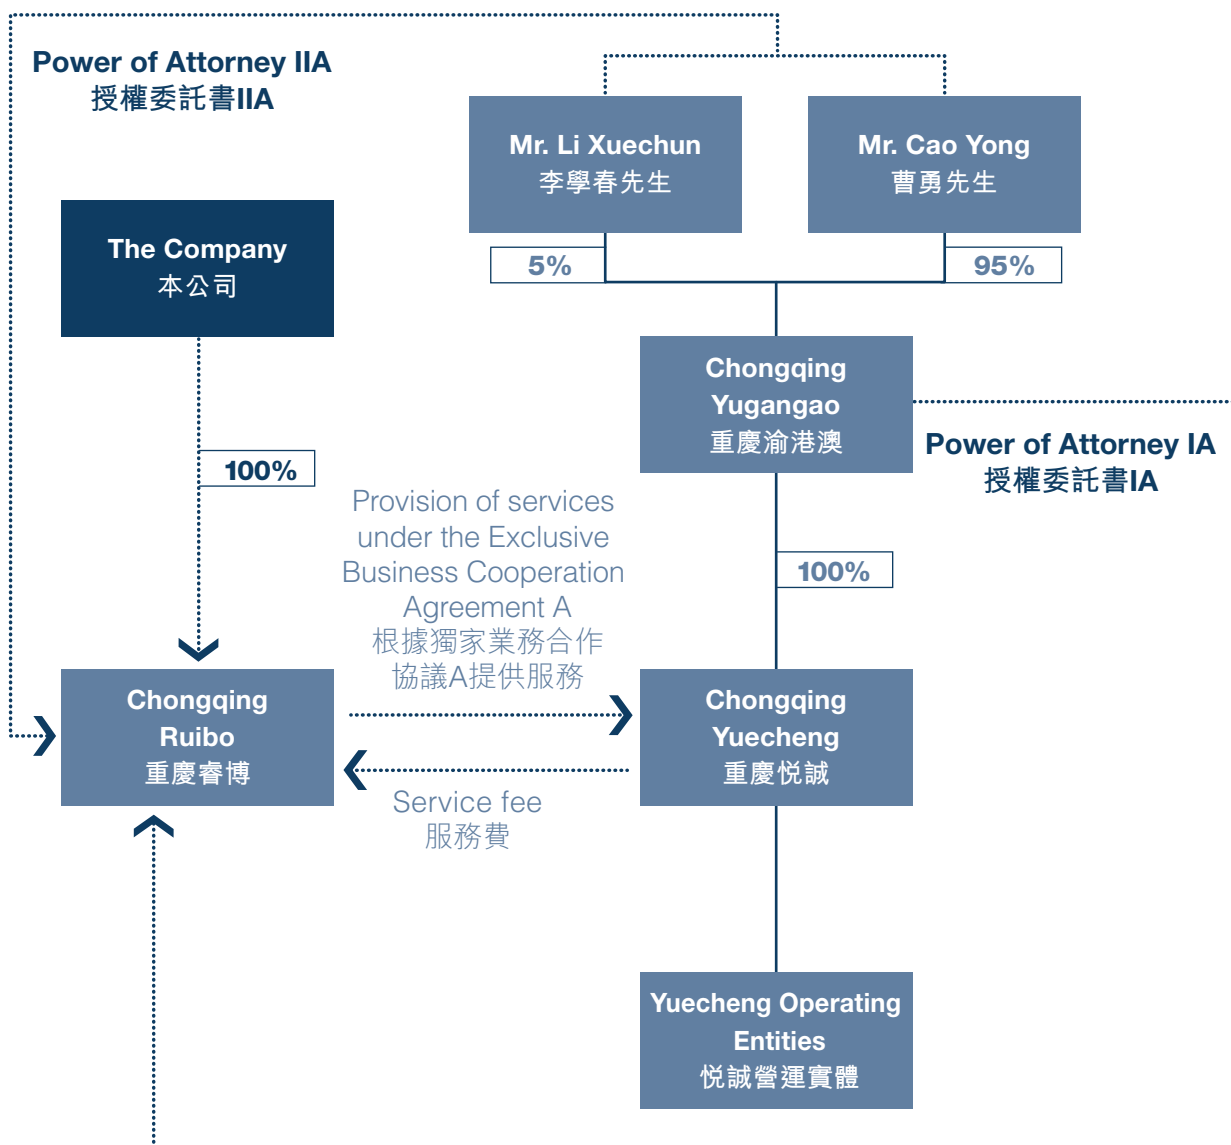 Power of Attorney IIA
授權委託書IIA
Mr. Li Xuechun
李學春先生
Mr. Cao Yong
曹勇先生
The Company
本公司
5%
95%
Chongqing
Yugangao
重慶渝港澳
Power of Attorney IA
授權委託書IA
100%
Provision of services
under the Exclusive
Business Cooperation
Agreement A
根據獨家業務合作
協議A提供服務
100%
Chongqing
Ruibo
重慶睿博
Chongqing
Yuecheng
重慶悦誠
Service fee
服務費
Yuecheng Operating
Entities
悦誠營運實體